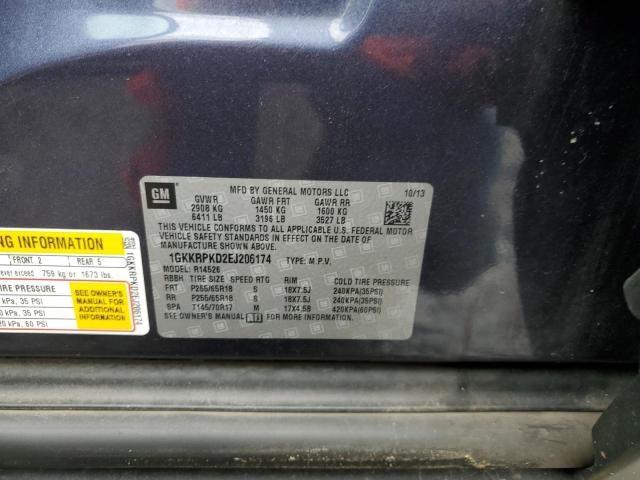 GM
MFD BY GENERAL MOTORS LLC 10/13
GVWR GAWR FRT GAWR RR
2908 KG 1450 KG 1600 KG
6411 LB 3196 LB 3527 LB
THIS VEHICLE CONFORMS TO ALL APPLICABLE U.S. FEDERAL MOTOR
VEHICLE SAFETY STANDARDS IN EFFECT ON THE DATE OF
MANUFACTURE SHOWN ABOVE.
1GKKRPKD2EJ206174 TYPE: M.P.V.
MODEL: R14526
RBBH TIRE SIZE SPEED RTG RIM COLD TIRE PRESSURE
FRT P255/65R18 S 18X7.5J 240KPA(35PSI)
RR P255/65R18 S 18X7.5J 240KPA(35PSI)
SPA T145/70R17 M 17X4.5B 420KPA(60PSI)
SEE OWNER'S MANUAL
NG INFORMATION
FRONT 2 REAR 5
ever exceed 759 kg or 1673 lbs.
IRE PRESSURE
kPa, 35 PSI
kPa, 35 PSI
20 kPa, 60 PSI
SEE OWNER'S
MANUAL FOR
ADDITIONAL
INFORMATION
1GKKRPKD2EJ206174